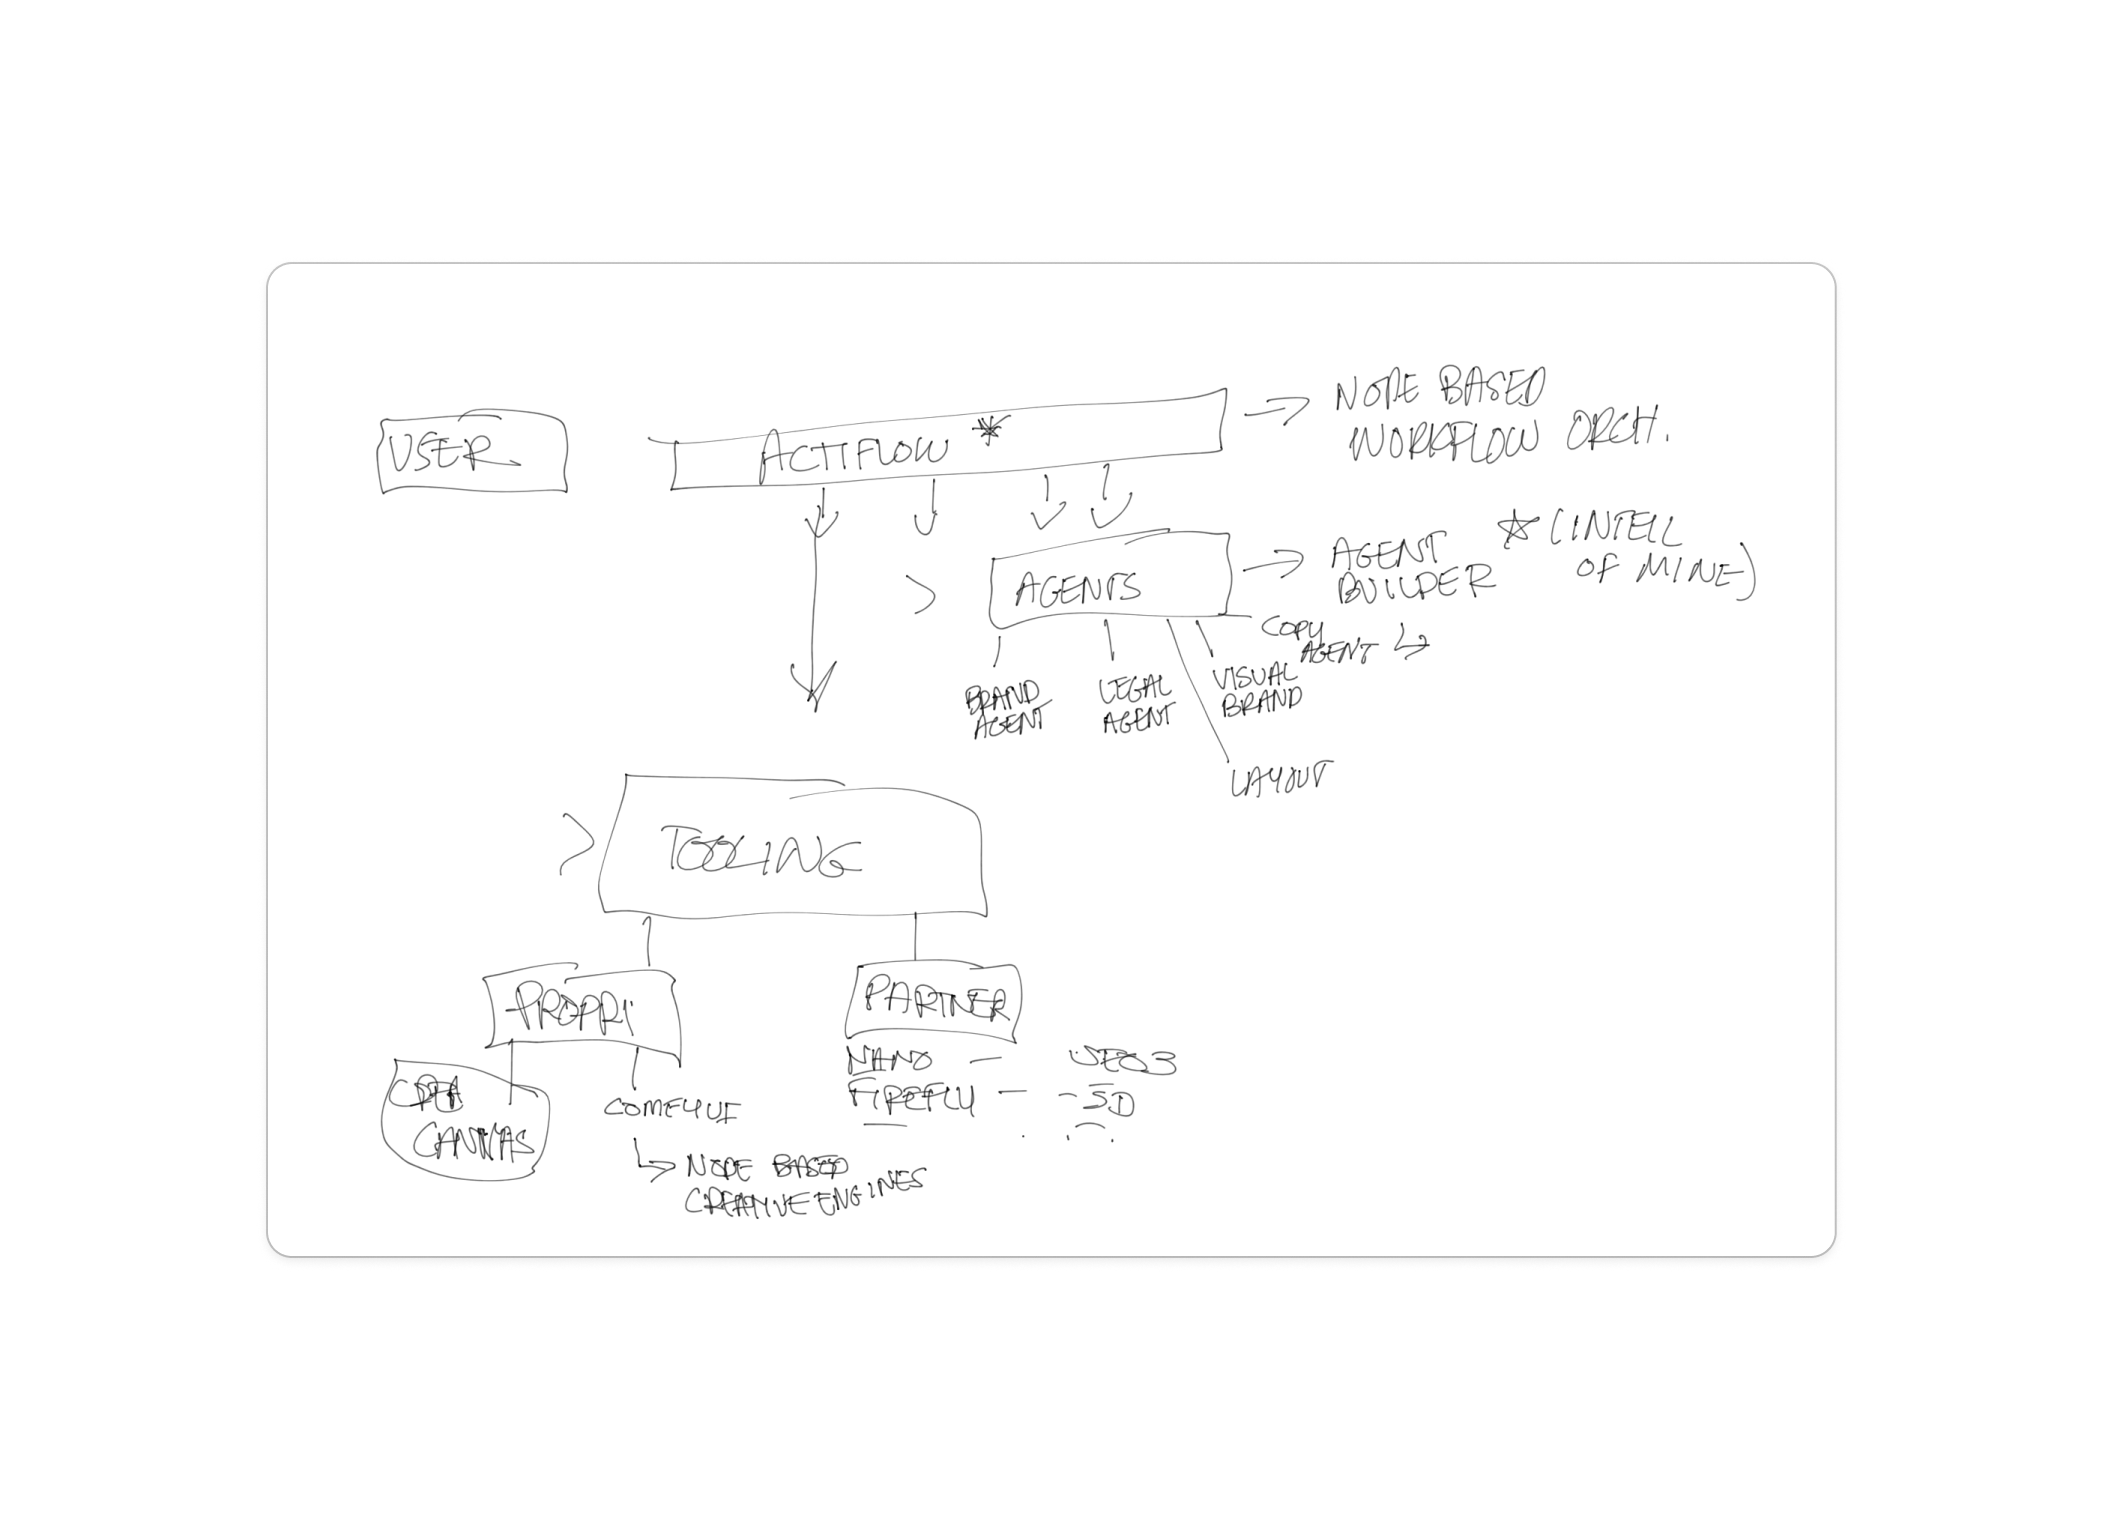 USER
ACTIFLOW *
→ NODE BASED
WORKFLOW ORCH.
AGENTS
→ AGENT
BUILDER
☆ (INTELL
OF MINE)
COPY
AGENT ↳
BRAND
AGENT
LEGAL
AGENT
VISUAL
BRAND
LAYOUT
> TOOLING
PROPRI
PARTNER
NANO —
VEO3
FIREFLY —
- SD
CREA
CANVAS
COMFYUI
↳ NODE BASED
CREATIVE ENGINES